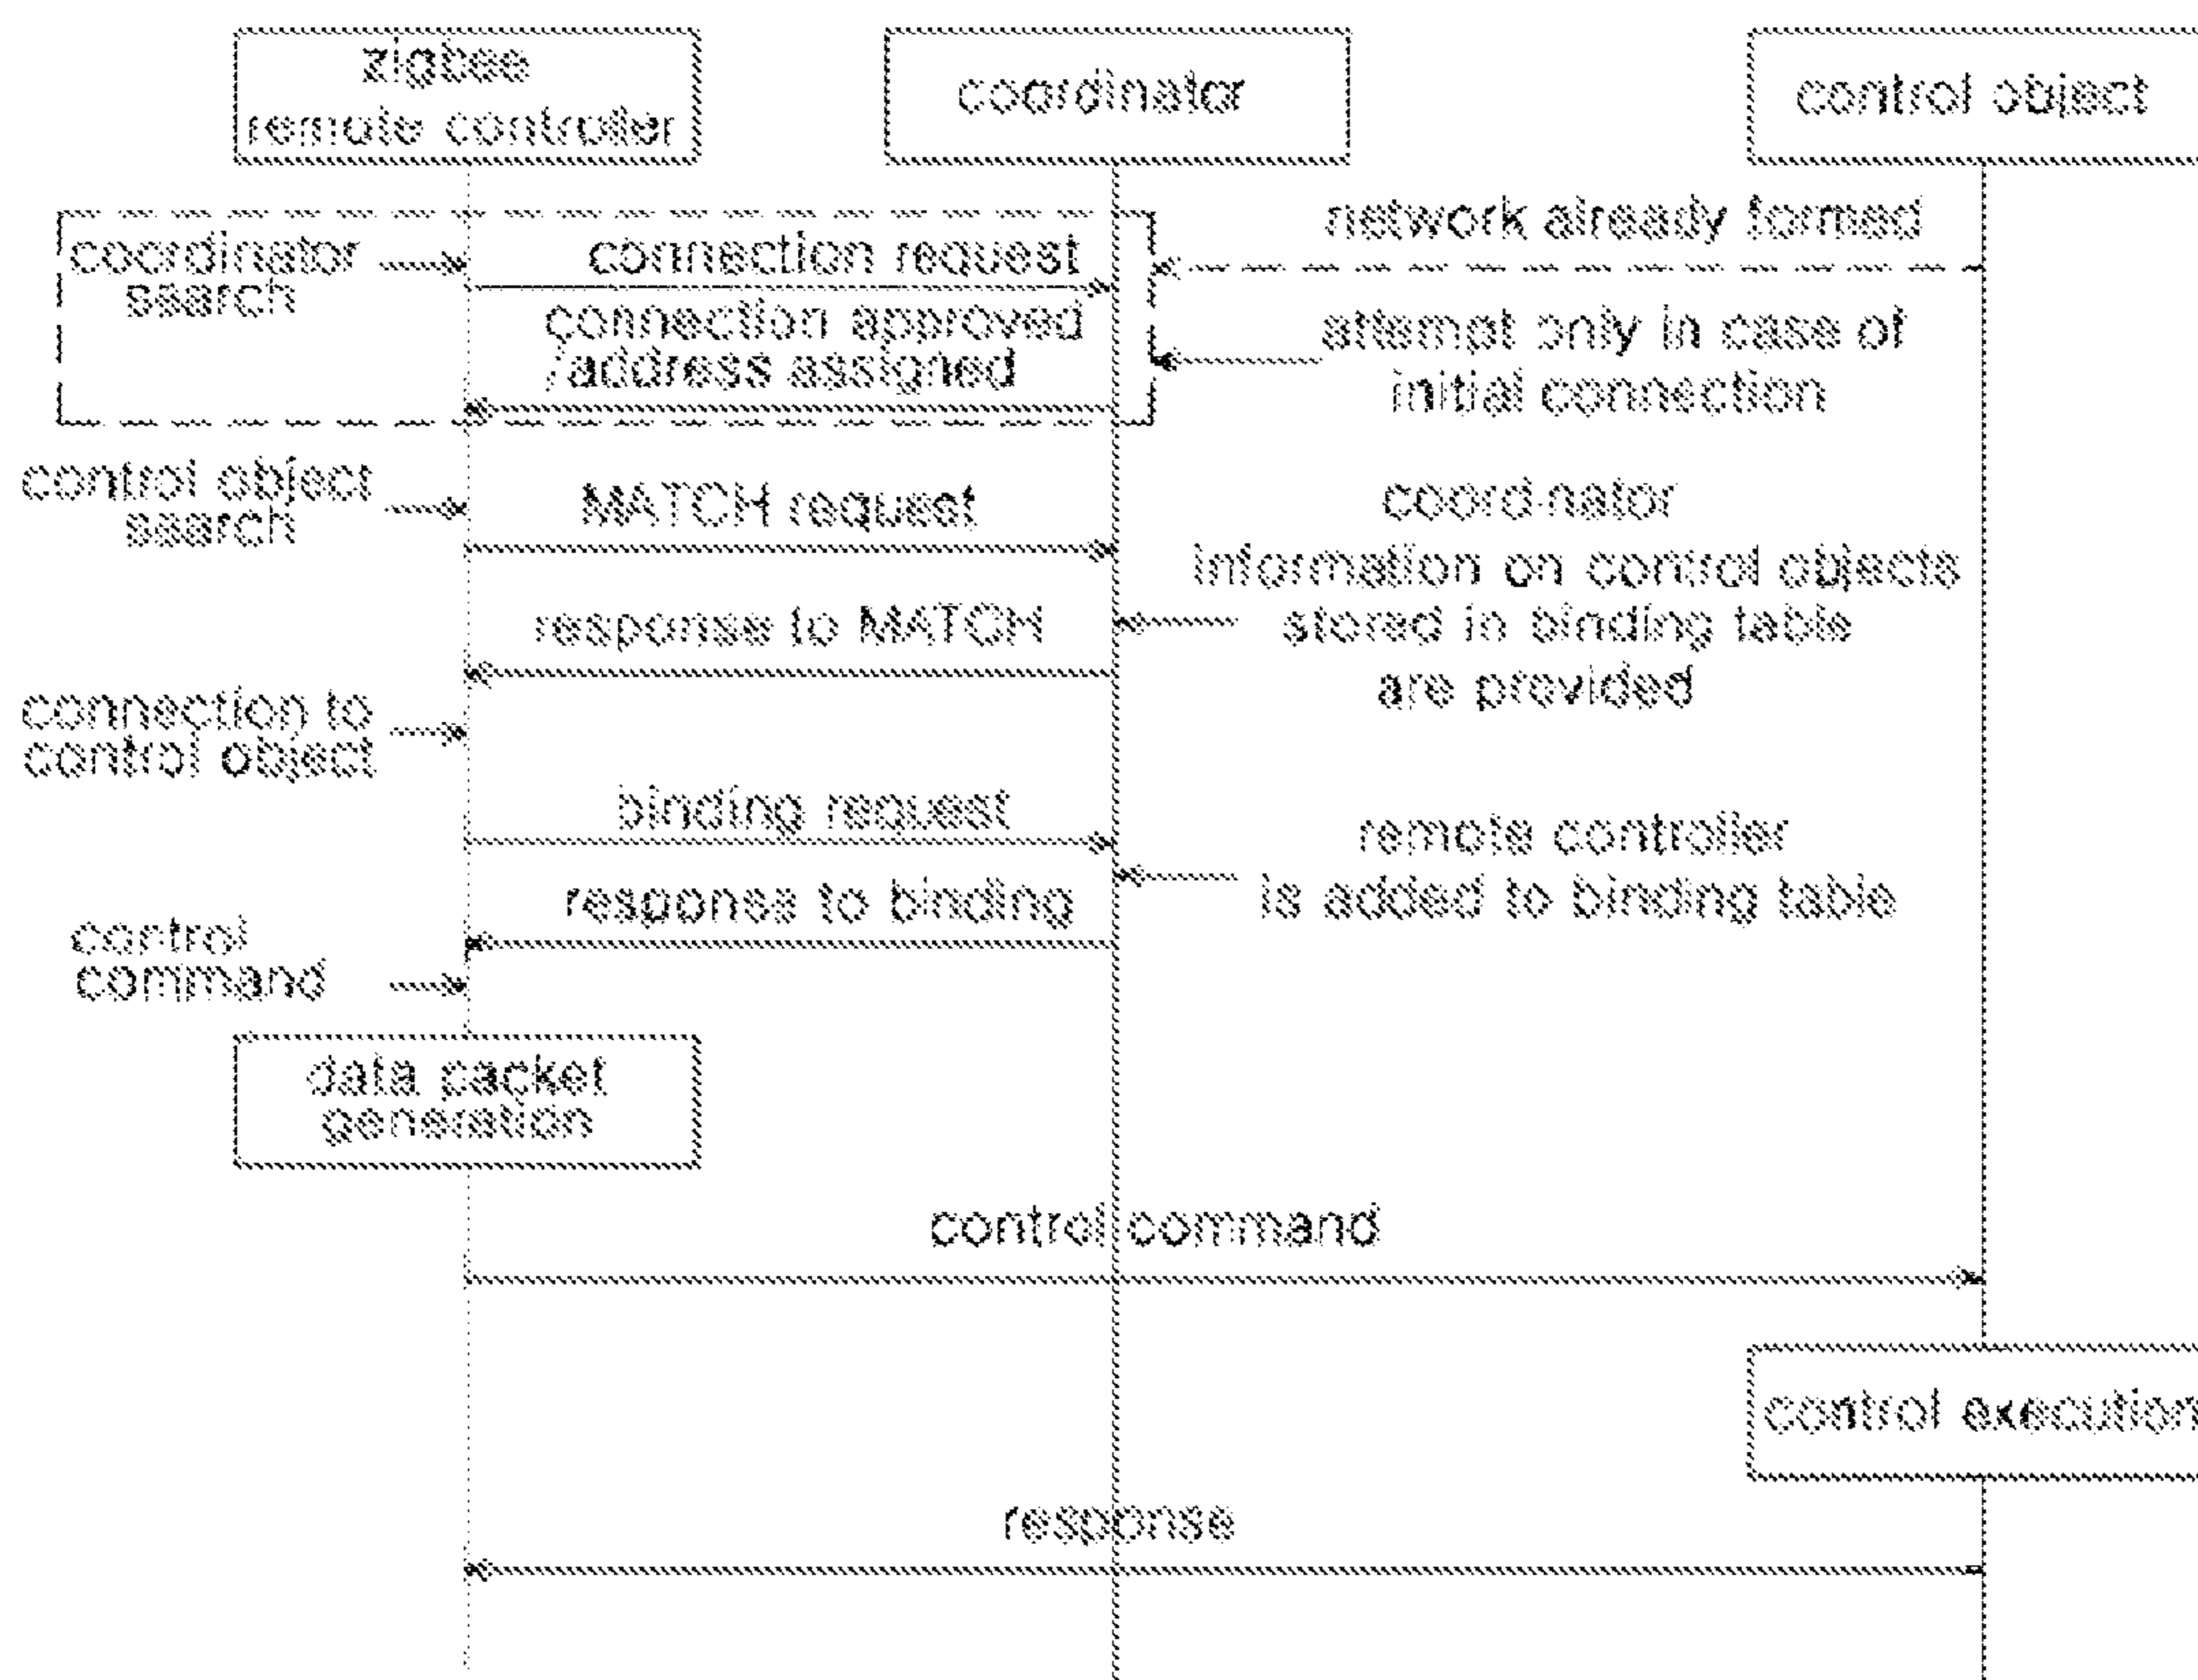 zigbee
remote controller
coordinator
control object
network already formed
coordinator
search
connection request
connection approved
/address assigned
attempt only in case of
initial connection
control object
search
MATCH request
coordinator
information on control objects
stored in binding table
are provided
response to MATCH
connection to
control object
binding request
remote controller
is added to binding table
response to binding
control
command
data packet
generation
control command
control execution
response